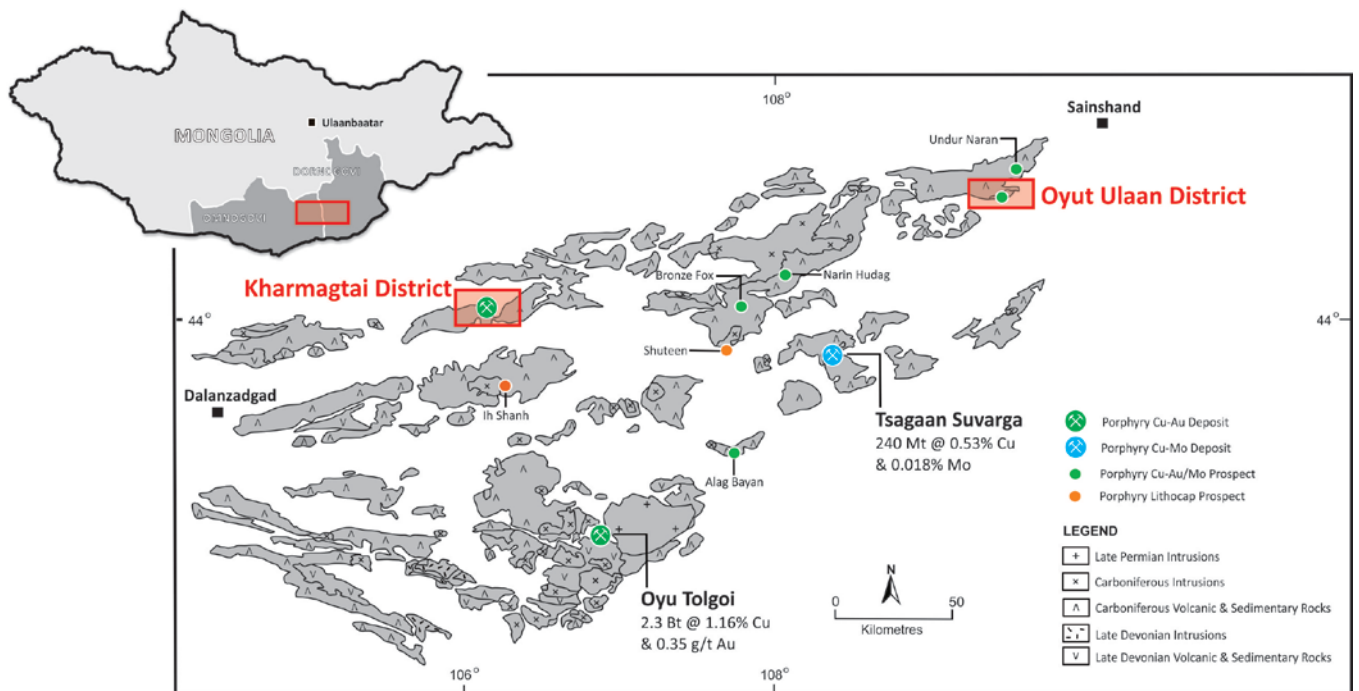 MONGOLIA
Ulaanbaatar
DORNOGOVI
OMNOGOVI
108°
Sainshand
Undur Naran
Oyut Ulaan District
Kharmagtai District
Bronze Fox
Narin Hudag
44°
44°
Shuteen
Dalanzadgad
Ih Shanh
Tsagaan Suvarga
240 Mt @ 0.53% Cu
& 0.018% Mo
Alag Bayan
Oyu Tolgoi
2.3 Bt @ 1.16% Cu
& 0.35 g/t Au
N
0
50
Kilometres
Porphyry Cu-Au Deposit
Porphyry Cu-Mo Deposit
Porphyry Cu-Au/Mo Prospect
Porphyry Lithocap Prospect
LEGEND
Late Permian Intrusions
Carboniferous Intrusions
Carboniferous Volcanic & Sedimentary Rocks
Late Devonian Intrusions
Late Devonian Volcanic & Sedimentary Rocks
106°
108°